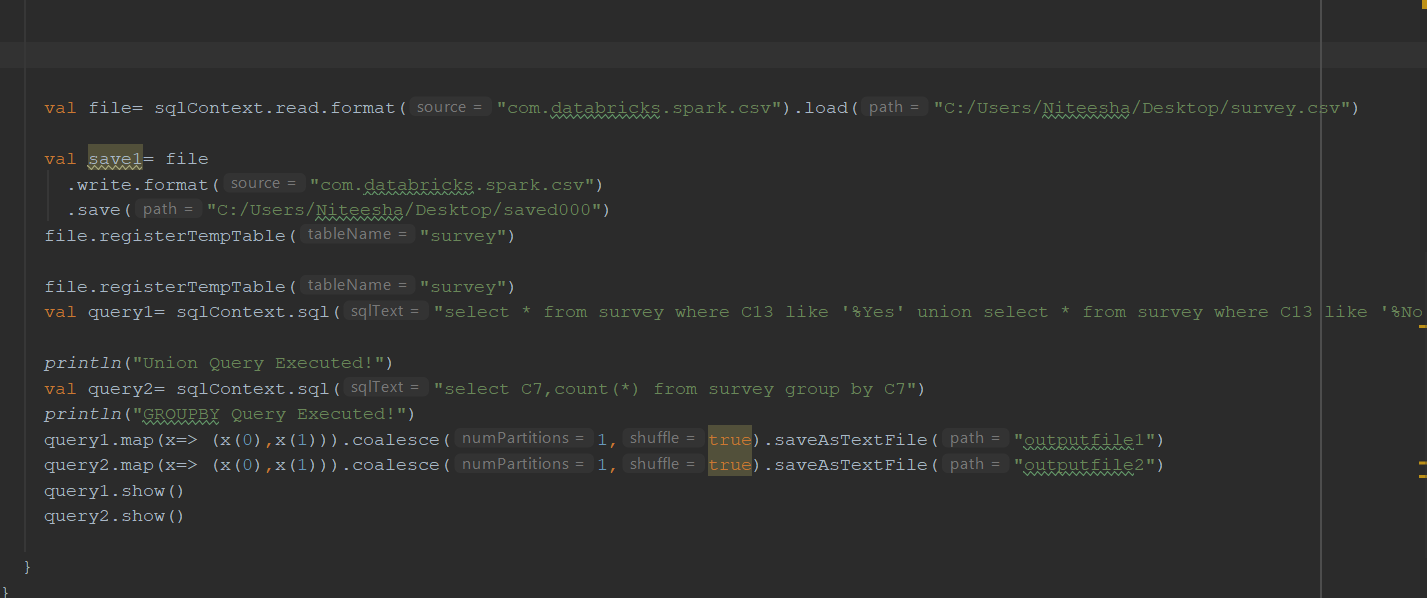 val file= sqlContext.read.format( source = "com.databricks.spark.csv").load( path = "C:/Users/Niteesha/Desktop/survey.csv")
val save1= file
.write.format( source = "com.databricks.spark.csv")
.save( path = "C:/Users/Niteesha/Desktop/saved000")
file.registerTempTable( tableName = "survey")
file.registerTempTable( tableName = "survey")
val query1= sqlContext.sql( sqlText = "select * from survey where C13 like '%Yes' union select * from survey where C13 like '%No
println("Union Query Executed!")
val query2= sqlContext.sql( sqlText = "select C7,count(*) from survey group by C7")
println("GROUPBY Query Executed!")
query1.map(x=> (x(0),x(1))).coalesce( numPartitions = 1, shuffle = true).saveAsTextFile( path = "outputfile1")
query2.map(x=> (x(0),x(1))).coalesce( numPartitions = 1, shuffle = true).saveAsTextFile( path = "outputfile2")
query1.show()
query2.show()
}
}